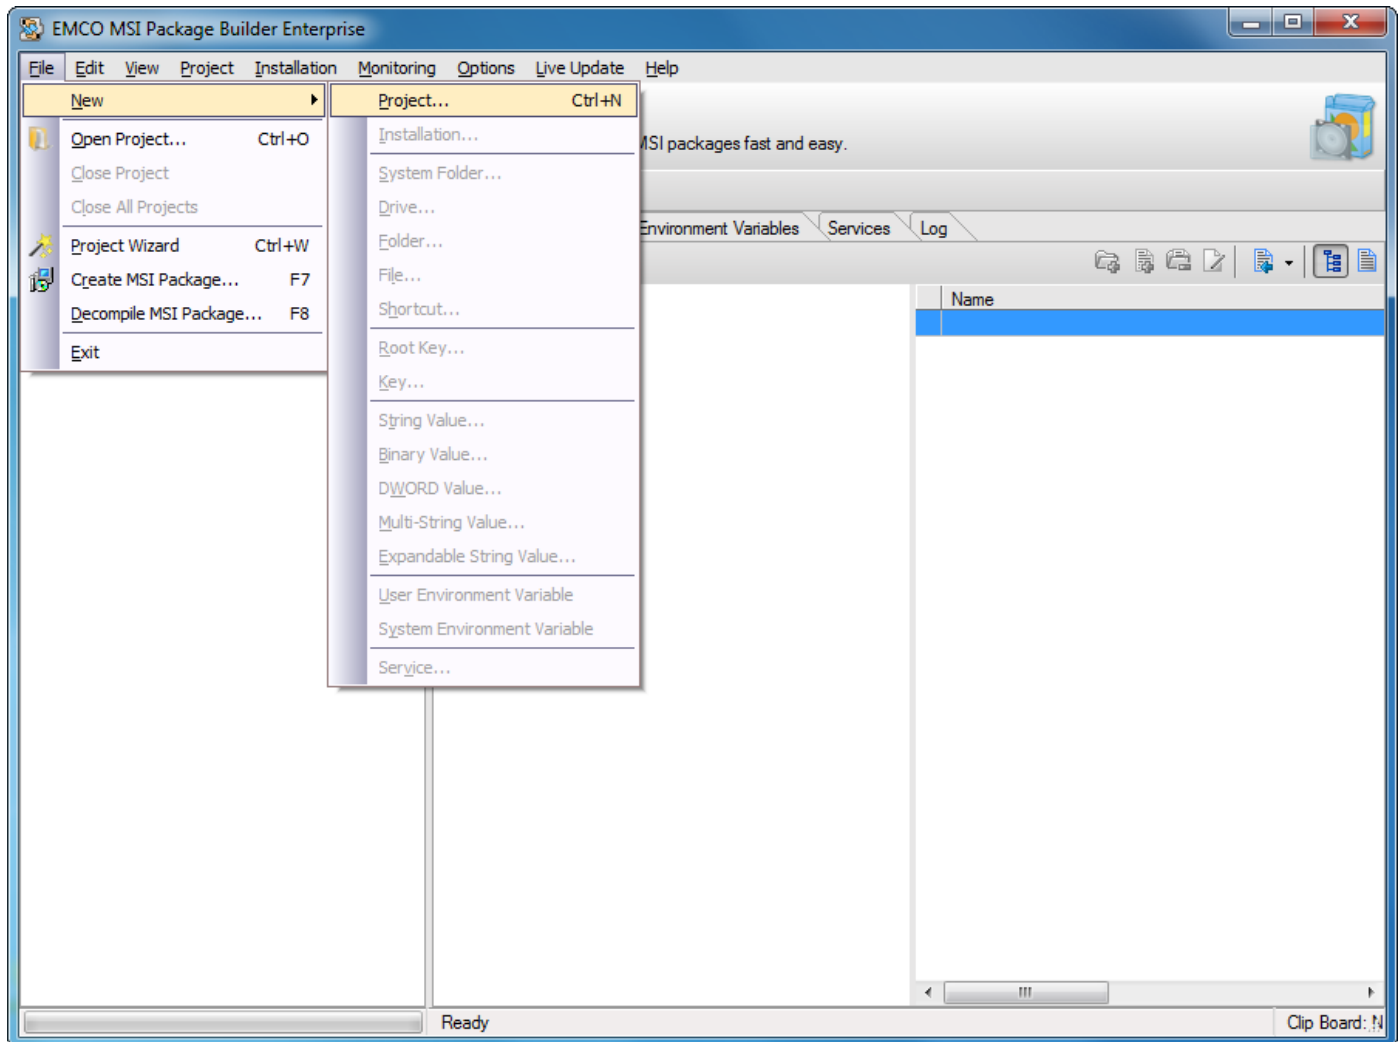 EMCO MSI Package Builder Enterprise
File Edit View Project Installation Monitoring Options Live Update Help
New
Open Project... Ctrl+O
Close Project
Close All Projects
Project Wizard Ctrl+W
Create MSI Package... F7
Decompile MSI Package... F8
Exit
Project... Ctrl+N
Installation...
System Folder...
Drive...
Folder...
File...
Shortcut...
Root Key...
Key...
String Value...
Binary Value...
DWORD Value...
Multi-String Value...
Expandable String Value...
User Environment Variable
System Environment Variable
Service...
MSI packages fast and easy.
Environment Variables Services Log
Name
Ready
Clip Board: N